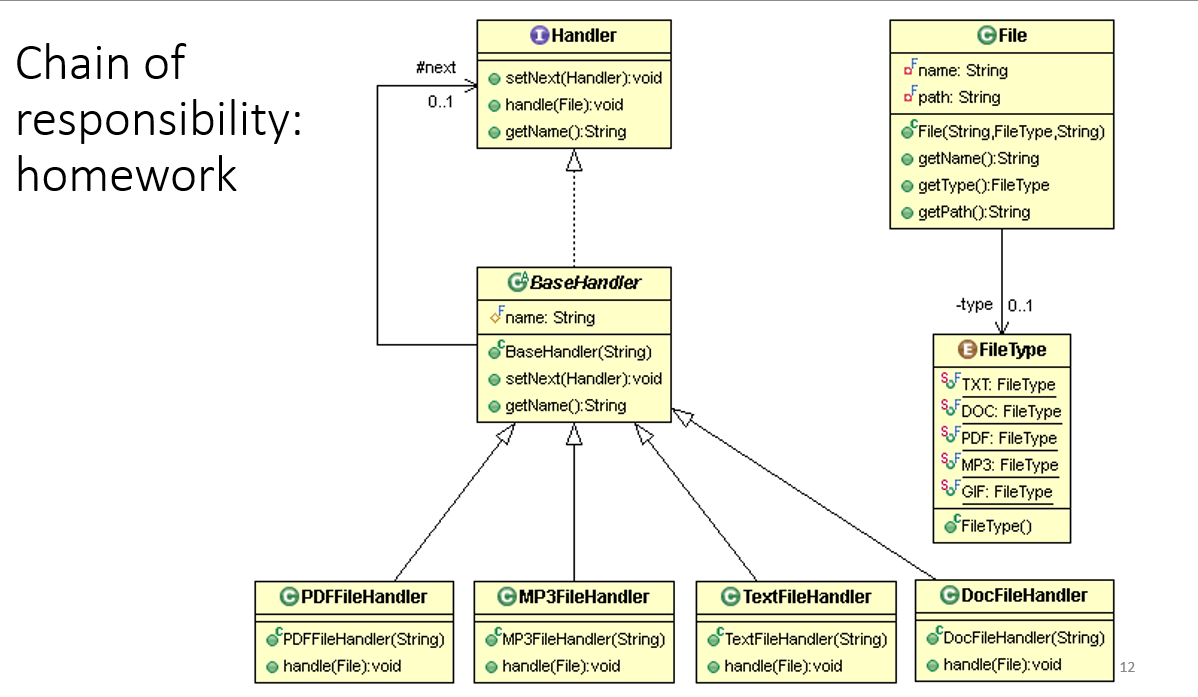 Chain of
responsibility:
homework
#next
0..1
I Handler
setNext(Handler):void
handle(File):void
getName():String
C File
F name: String
F path: String
C File(String,FileType,String)
getName():String
getType():FileType
getPath():String
-type 0..1
C A BaseHandler
F name: String
C BaseHandler(String)
setNext(Handler):void
getName():String
E FileType
S F TXT: FileType
S F DOC: FileType
S F PDF: FileType
S F MP3: FileType
S F GIF: FileType
C FileType()
C PDFFileHandler
C PDFFileHandler(String)
handle(File):void
C MP3FileHandler
C MP3FileHandler(String)
handle(File):void
C TextFileHandler
C TextFileHandler(String)
handle(File):void
C DocFileHandler
C DocFileHandler(String)
handle(File):void
12